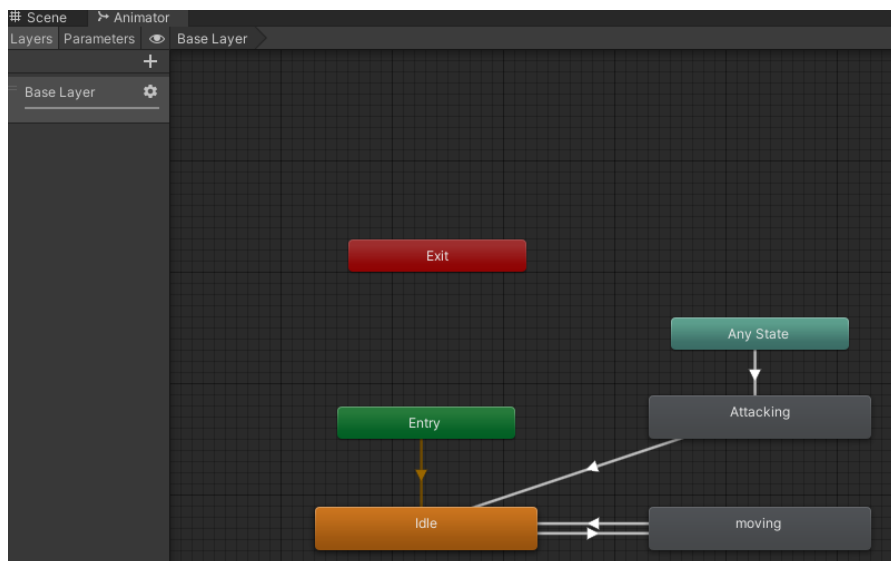 Scene Animator
Layers Parameters Base Layer
+
Base Layer
Exit
Any State
Attacking
Entry
Idle
moving